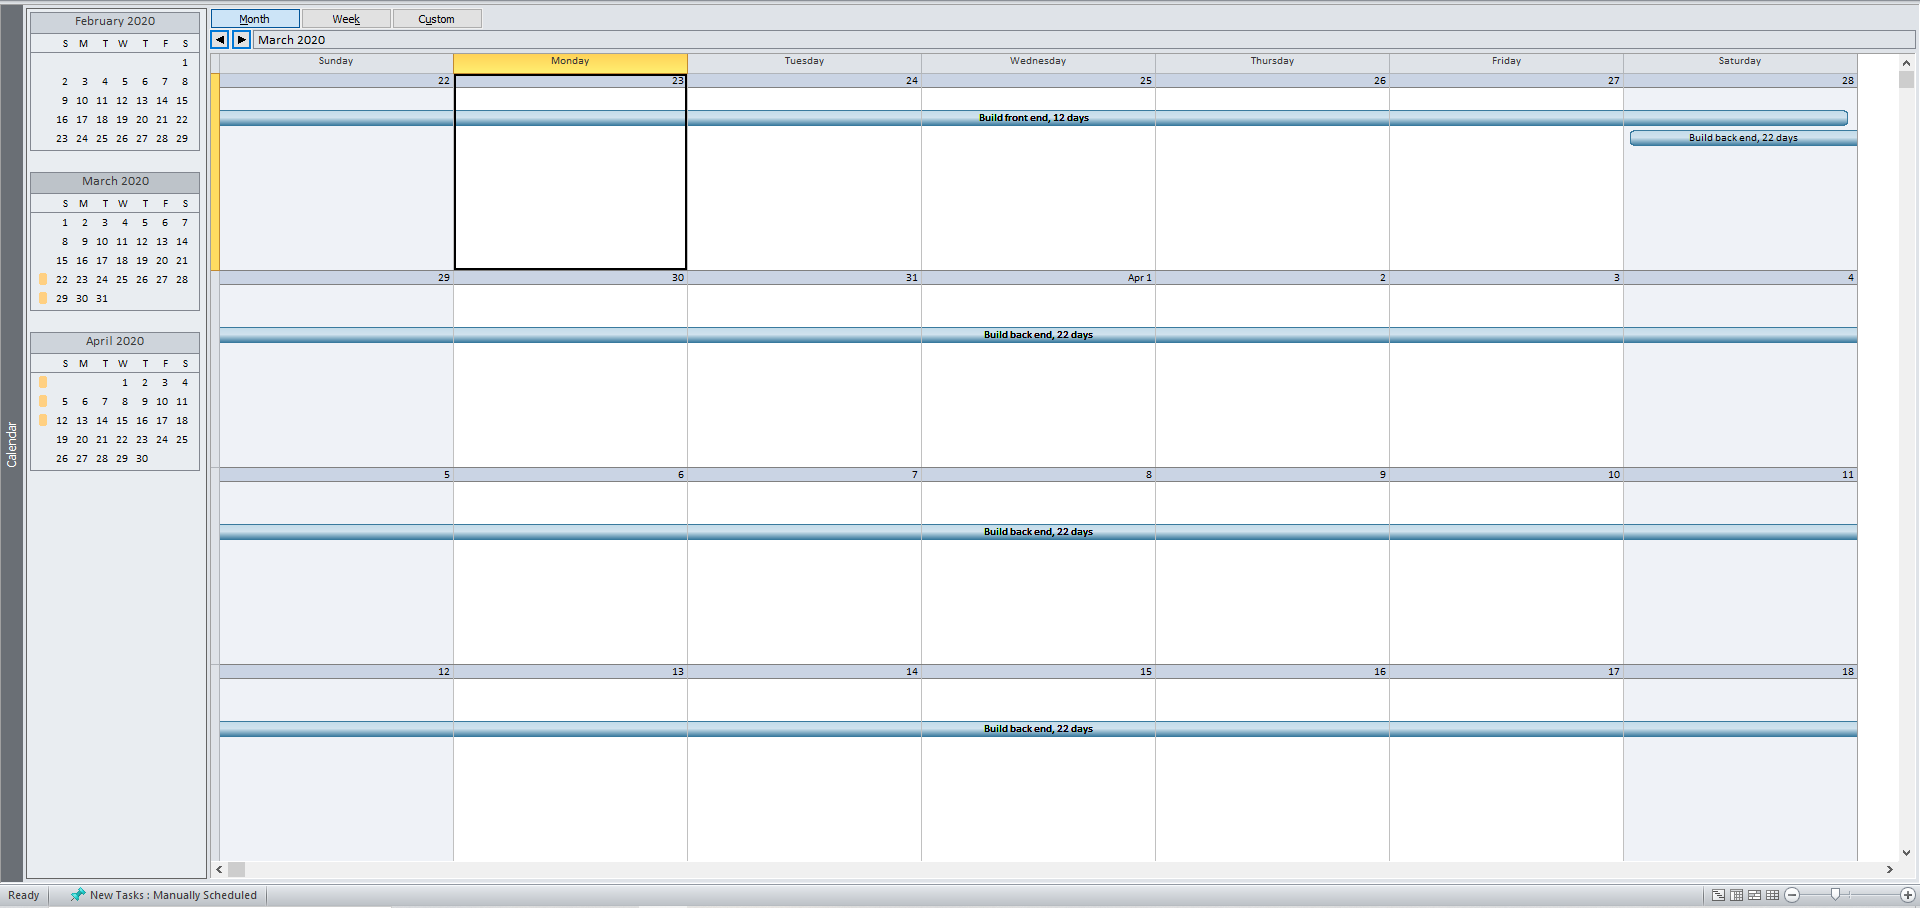 Calendar
February 2020
S M T W T F S
1
2 3 4 5 6 7 8
9 10 11 12 13 14 15
16 17 18 19 20 21 22
23 24 25 26 27 28 29
March 2020
S M T W T F S
1 2 3 4 5 6 7
8 9 10 11 12 13 14
15 16 17 18 19 20 21
22 23 24 25 26 27 28
29 30 31
April 2020
S M T W T F S
1 2 3 4
5 6 7 8 9 10 11
12 13 14 15 16 17 18
19 20 21 22 23 24 25
26 27 28 29 30
Month Week Custom
March 2020
Sunday Monday Tuesday Wednesday Thursday Friday Saturday
22 23 24 25 26 27 28
Build front end, 12 days
Build back end, 22 days
29 30 31 Apr 1 2 3 4
Build back end, 22 days
5 6 7 8 9 10 11
Build back end, 22 days
12 13 14 15 16 17 18
Build back end, 22 days
Ready New Tasks : Manually Scheduled